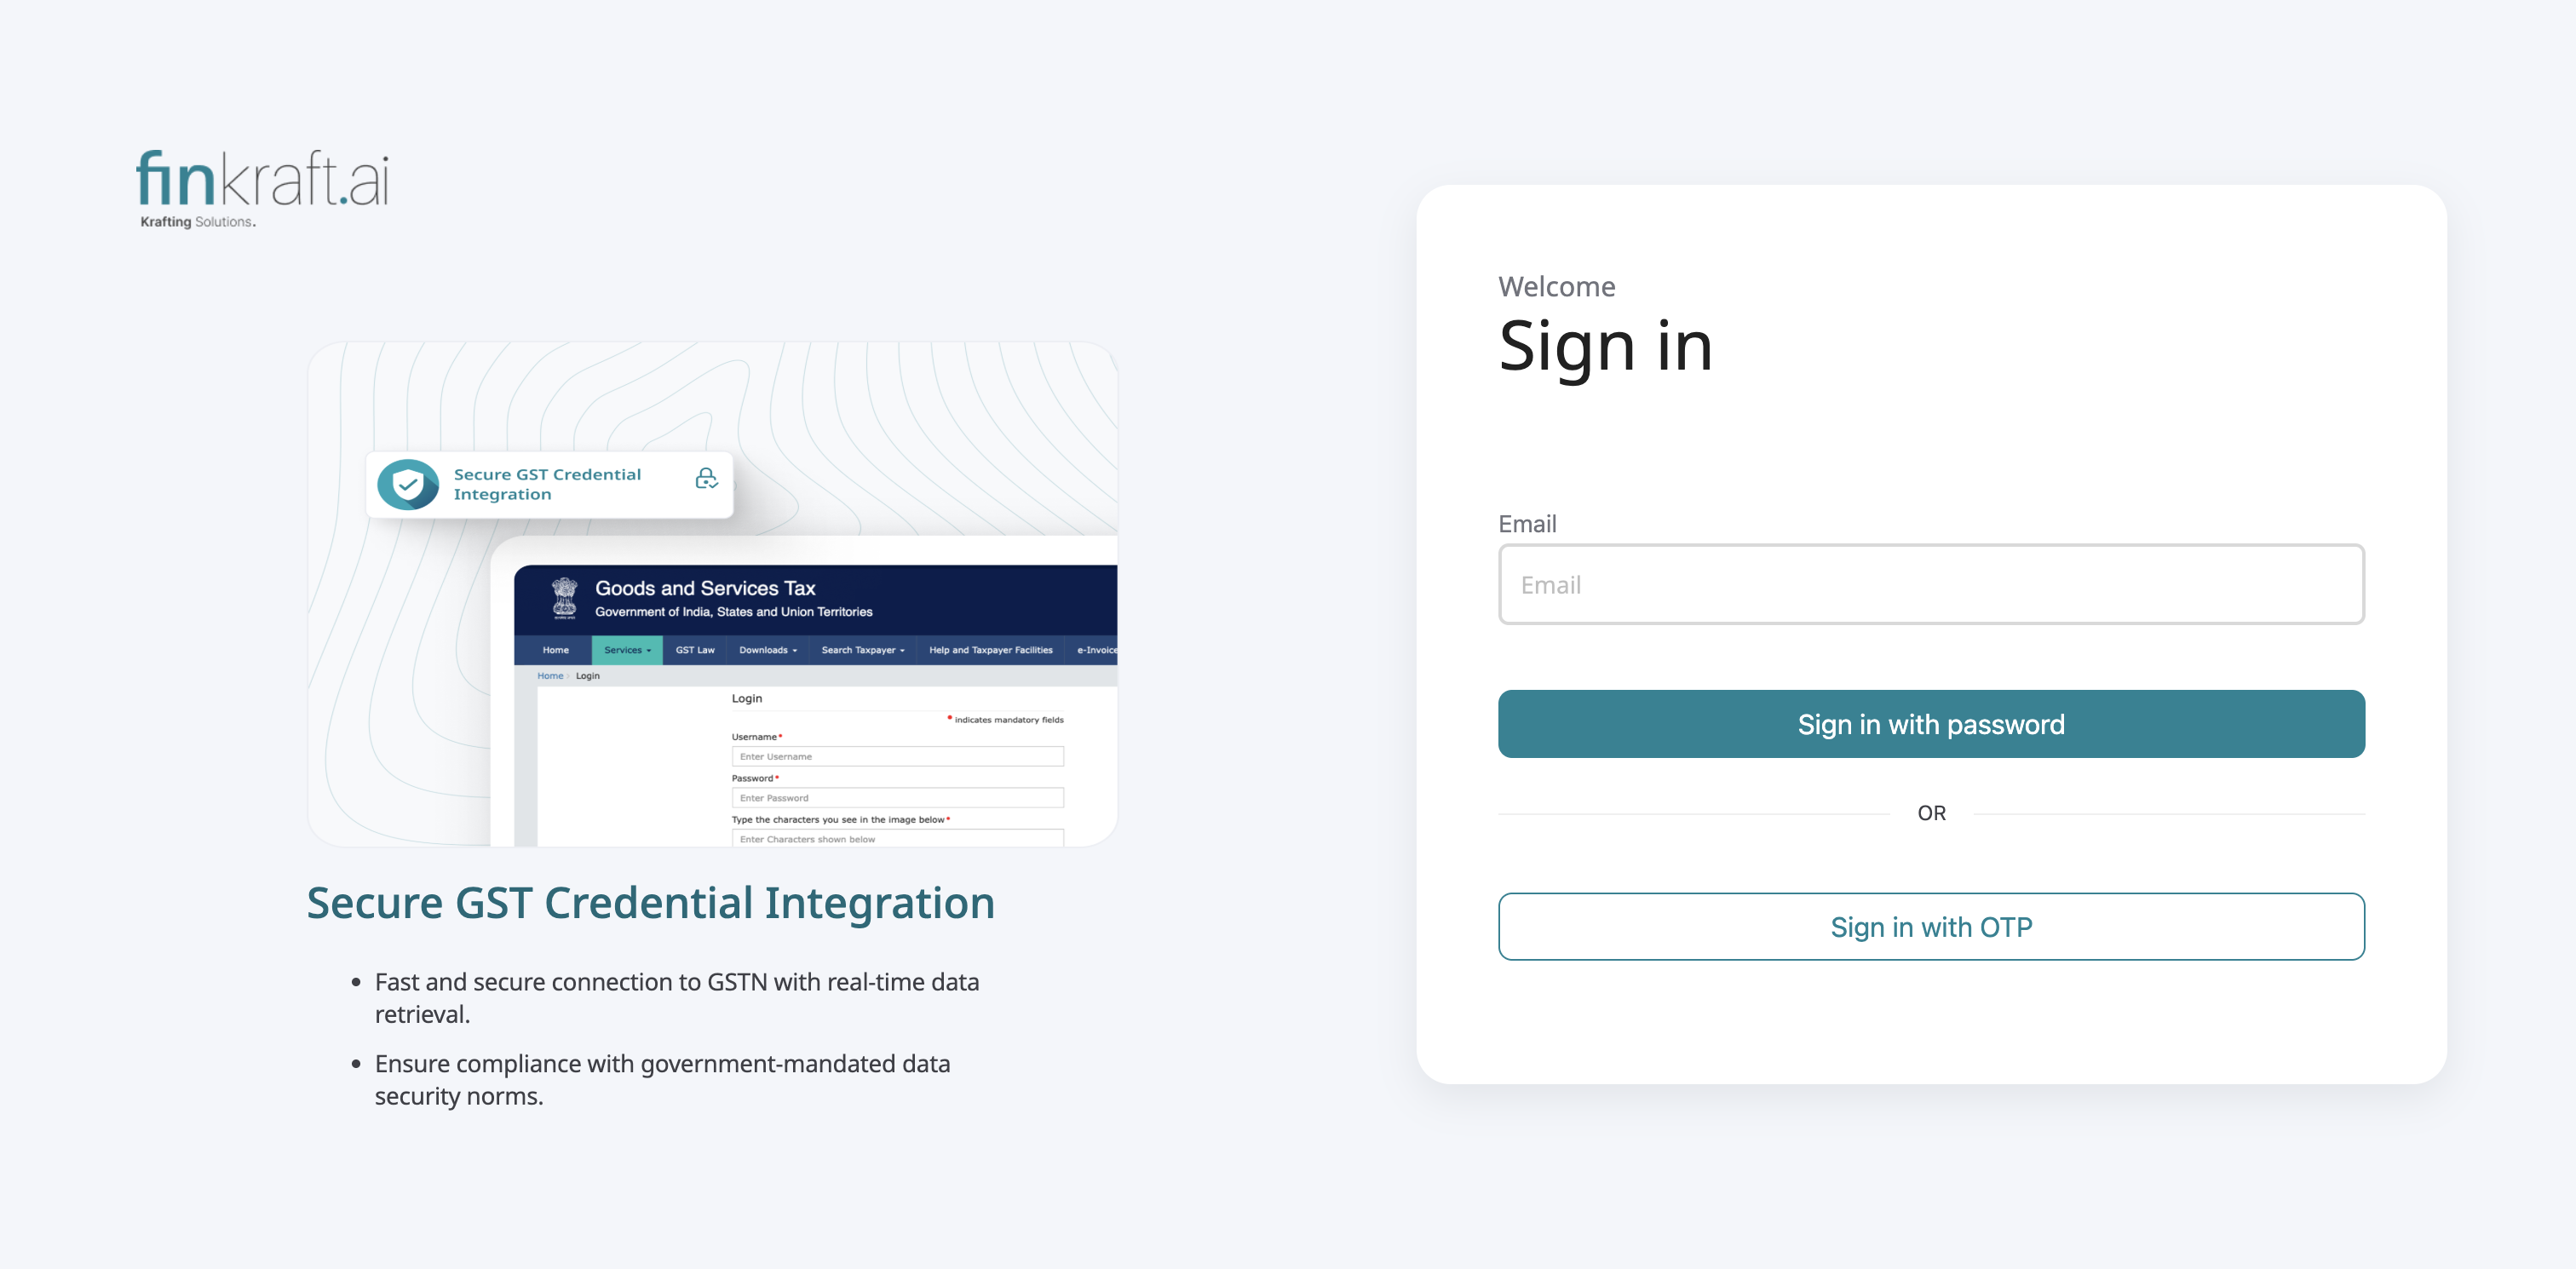 finkraft.ai
Krafting Solutions.
Secure GST Credential
Integration
Goods and Services Tax
Government of India, States and Union Territories
Home Services GST Law Downloads Search Taxpayer Help and Taxpayer Facilities e-Invoice
Home > Login
Login
* indicates mandatory fields
Username*
Enter Username
Password*
Enter Password
Type the characters you see in the image below*
Enter Characters shown below
Secure GST Credential Integration
• Fast and secure connection to GSTN with real-time data
retrieval.
• Ensure compliance with government-mandated data
security norms.
Welcome
Sign in
Email
Email
Sign in with password
OR
Sign in with OTP